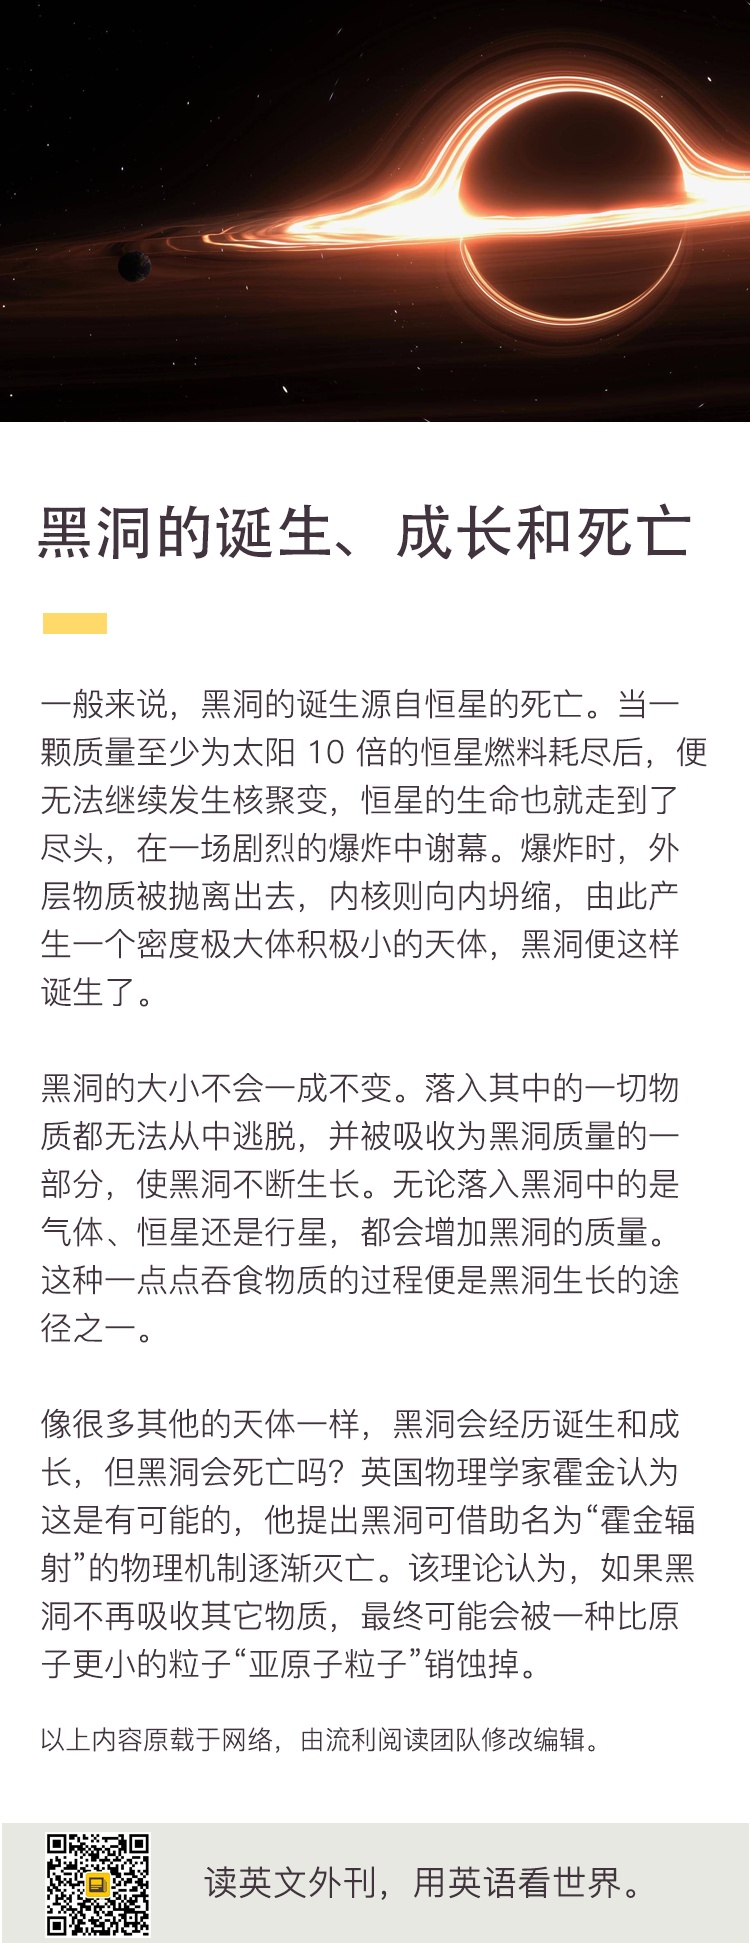 黑洞的诞生、成长和死亡
一般来说，黑洞的诞生源自恒星的死亡。当一
颗质量至少为太阳 10 倍的恒星燃料耗尽后，便
无法继续发生核聚变，恒星的生命也就走到了
尽头，在一场剧烈的爆炸中谢幕。爆炸时，外
层物质被抛离出去，内核则向内坍缩，由此产
生一个密度极大体积极小的天体，黑洞便这样
诞生了。
黑洞的大小不会一成不变。落入其中的一切物
质都无法从中逃脱，并被吸收为黑洞质量的一
部分，使黑洞不断生长。无论落入黑洞中的是
气体、恒星还是行星，都会增加黑洞的质量。
这种一点点吞食物质的过程便是黑洞生长的途
径之一。
像很多其他的天体一样，黑洞会经历诞生和成
长，但黑洞会死亡吗？英国物理学家霍金认为
这是有可能的，他提出黑洞可借助名为“霍金辐
射”的物理机制逐渐灭亡。该理论认为，如果黑
洞不再吸收其它物质，最终可能会被一种比原
子更小的粒子“亚原子粒子”销蚀掉。
以上内容原载于网络，由流利阅读团队修改编辑。
读英文外刊，用英语看世界。